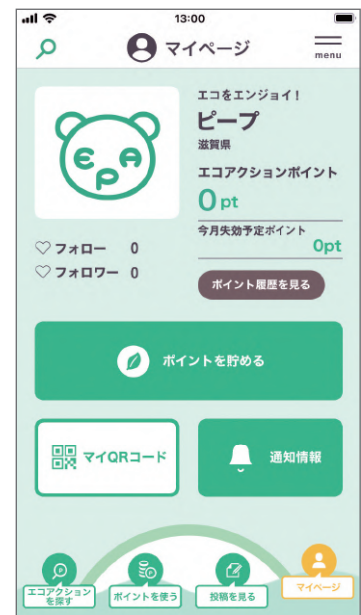 13:00
マイページ
menu
E P A
エコをエンジョイ！
ピープ
滋賀県
エコアクションポイント
0pt
今月失効予定ポイント
0pt
♡フォロー 0
♡フォロワー 0
ポイント履歴を見る
ポイントを貯める
マイQRコード
通知情報
エコアクション
を探す
ポイントを使う
投稿を見る
マイページ